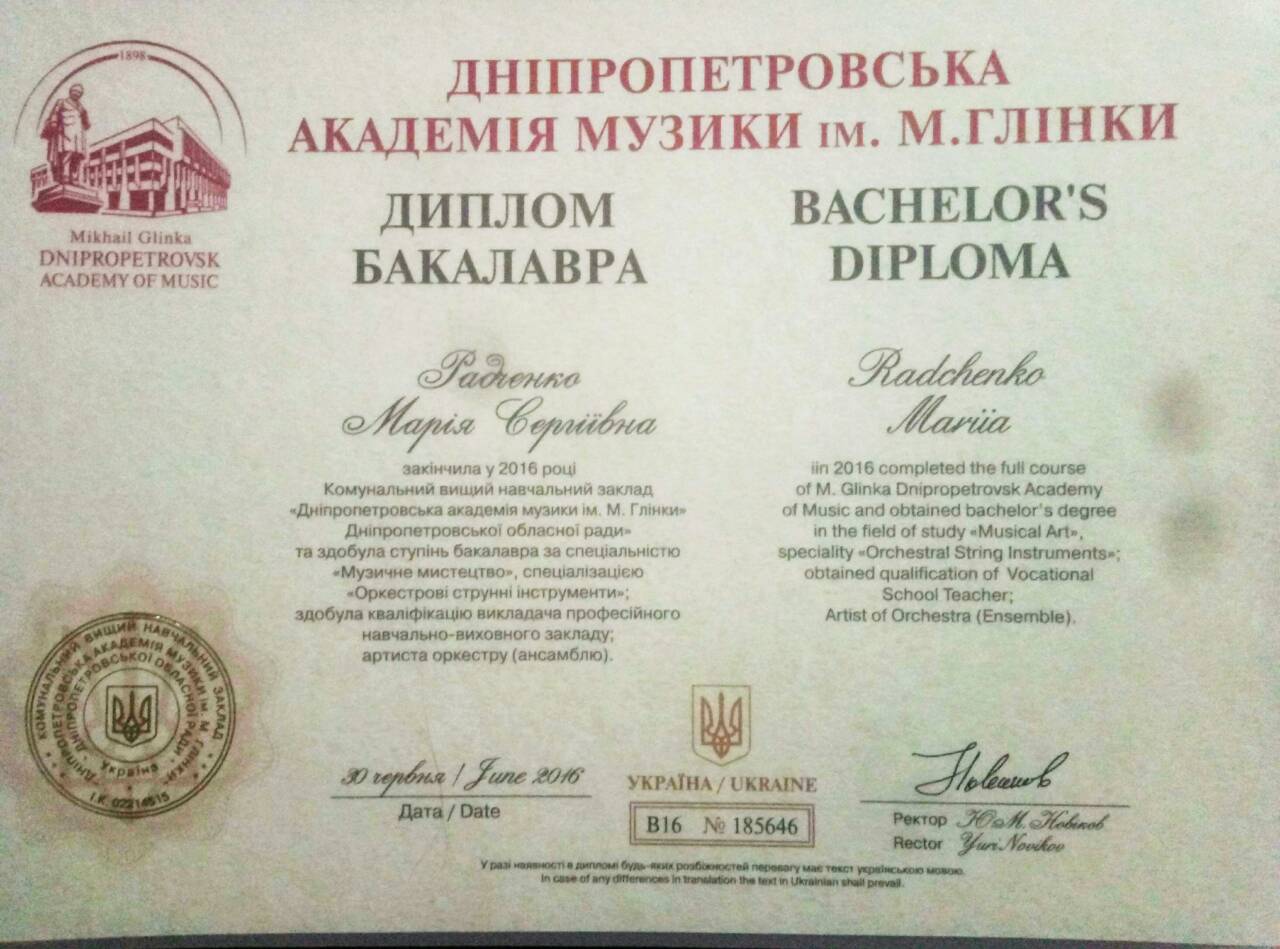 1898
Mikhail Glinka
DNIPROPETROVSK
ACADEMY OF MUSIC
ДНІПРОПЕТРОВСЬКА
АКАДЕМІЯ МУЗИКИ ІМ. М.ГЛІНКИ
ДИПЛОМ
БАКАЛАВРА
Радченко
Марія Сергіївна
закінчила у 2016 році
Комунальний вищий навчальний заклад
«Дніпропетровська академія музики ім. М. Глінки»
Дніпропетровської обласної ради»
та здобула ступінь бакалавра за спеціальністю
«Музичне мистецтво», спеціалізацією
«Оркестрові струнні інструменти»;
здобула кваліфікацію викладача професійного
навчально-виховного закладу;
артиста оркестру (ансамблю).
BACHELOR'S
DIPLOMA
Radchenko
Mariia
iin 2016 completed the full course
of M. Glinka Dnipropetrovsk Academy
of Music and obtained bachelor's degree
in the field of study «Musical Art»,
speciality «Orchestral String Instruments»;
obtained qualification of Vocational
School Teacher;
Artist of Orchestra (Ensemble).
КОМУНАЛЬНИЙ ВИЩИЙ НАВЧАЛЬНИЙ ЗАКЛАД
ДНІПРОПЕТРОВСЬКА АКАДЕМІЯ МУЗИКИ ІМ. М. ГЛІНКИ
ДНІПРОПЕТРОВСЬКОЇ ОБЛАСНОЇ РАДИ
Україна
І.К. 02214515
30 червня / June 2016
Дата / Date
УКРАЇНА / UKRAINE
B16 № 185646
Ректор Ю.М. Новіков
Rector Yuri Novikov
У разі наявності в дипломі будь-яких розбіжностей перевагу має текст українською мовою.
In case of any differences in translation the text in Ukrainian shall prevail.